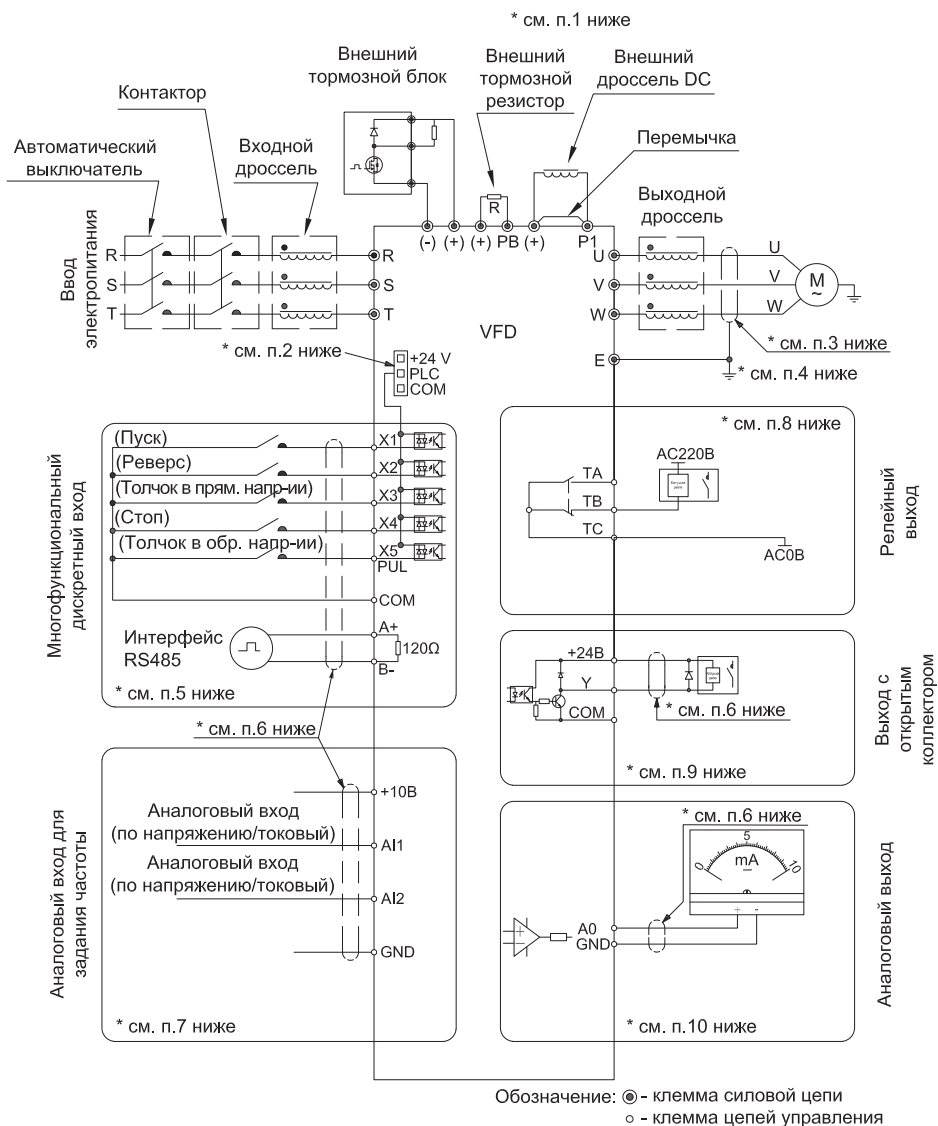 * см. п.1 ниже
Внешний
тормозной блок
Внешний
тормозной
резистор
Внешний
дроссель DC
Контактор
Перемычка
Автоматический
выключатель
Входной
дроссель
Выходной
дроссель
R
(-) (+) (+) PB (+) P1
Ввод
электропитания
R
S
T
R
S
T
U
V
W
U
V
W
M
~
VFD
E
* см. п.2 ниже
+24 V
PLC
COM
* см. п.3 ниже
* см. п.4 ниже
Многофункциональный
дискретный вход
(Пуск)
X1
(Реверс)
X2
(Толчок в прям. напр-ии)
X3
(Стоп)
X4
(Толчок в обр. напр-ии)
X5
PUL
COM
Интерфейс
RS485
A+
120Ω
B-
* см. п.5 ниже
* см. п.8 ниже
AC220В
Катушка
реле
TA
TB
TC
AC0В
Релейный
выход
+24В
Y
COM
Катушка
реле
* см. п.6 ниже
* см. п.9 ниже
Выход с
открытым
коллектором
* см. п.6 ниже
Аналоговый вход для
задания частоты
+10В
Аналоговый вход
(по напряжению/токовый)
AI1
Аналоговый вход
(по напряжению/токовый)
AI2
GND
* см. п.7 ниже
* см. п.6 ниже
0
5
10
mA
+ -
A0
GND
* см. п.10 ниже
Аналоговый выход
Обозначение: - клемма силовой цепи
- клемма цепей управления